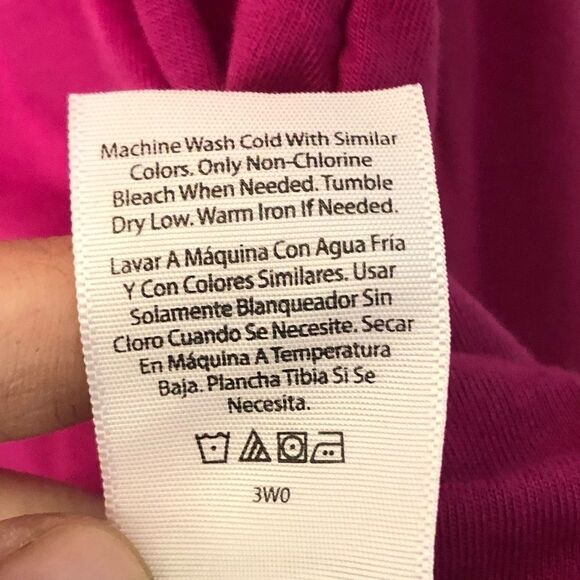 Machine Wash Cold With Similar
Colors. Only Non-Chlorine
Bleach When Needed. Tumble
Dry Low. Warm Iron If Needed.
Lavar A Máquina Con Agua Fría
Y Con Colores Similares. Usar
Solamente Blanqueador Sin
Cloro Cuando Se Necesite. Secar
En Máquina A Temperatura
Baja. Plancha Tibia Si Se
Necesita.
3W0